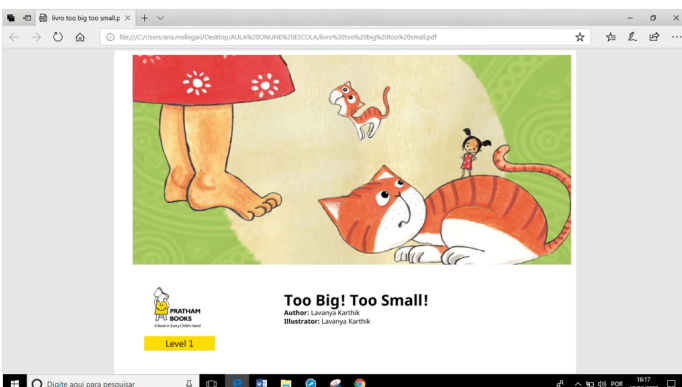 livro too big too small.p
file:///C:/Users/ana.mellegari/Desktop/AULA%20ONLINE%20ESCOLA/livro%20too%20big%20too%20small.pdf
PRATHAM
BOOKS
A Book in Every Child's Hand
Level 1
Too Big! Too Small!
Author: Lavanya Karthik
Illustrator: Lavanya Karthik
Digite aqui para pesquisar
POR
16:17